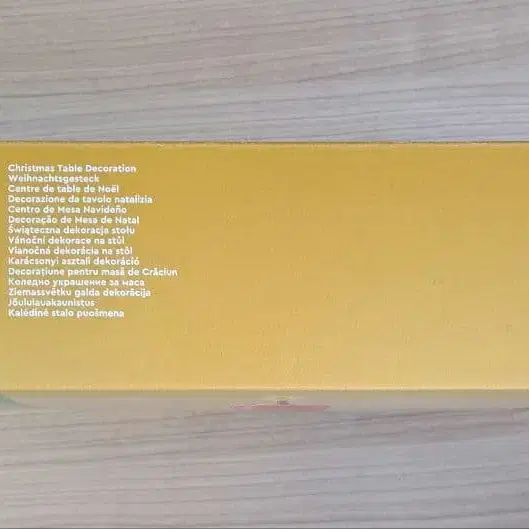 Christmas Table Decoration
Weihnachtsgesteck
Centre de table de Noël
Decorazione da tavolo natalizia
Centro de Mesa Navideño
Decoração de Mesa de Natal
Świąteczna dekoracja stołu
Vánoční dekorace na stůl
Vianočná dekorácia na stôl
Karácsonyi asztali dekoráció
Decorațiune pentru masă de Crăciun
Коледно украшение за маса
Ziemassvētku galda dekorācija
Jõululauakaunistus
Kalėdinė stalo puošmena